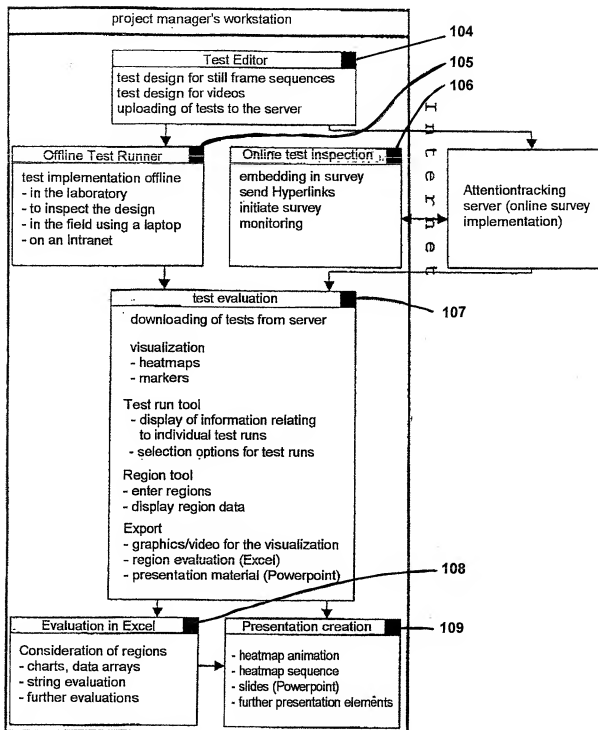 project manager's workstation
104
Test Editor
test design for still frame sequences
test design for videos
uploading of tests to the server
105
106
Internet
Offline Test Runner
test implementation offline
- in the laboratory
- to inspect the design
- in the field using a laptop
- on an Intranet
Online test inspection
embedding in survey
send Hyperlinks
initiate survey
monitoring
Attentiontracking
server (online survey
implementation)
test evaluation
107
downloading of tests from server
visualization
- heatmaps
- markers
Test run tool
- display of information relating
to individual test runs
- selection options for test runs
Region tool
- enter regions
- display region data
Export
- graphics/video for the visualization
- region evaluation (Excel)
- presentation material (Powerpoint)
108
Evaluation in Excel
Consideration of regions
- charts, data arrays
- string evaluation
- further evaluations
Presentation creation
109
- heatmap animation
- heatmap sequence
- slides (Powerpoint)
- further presentation elements